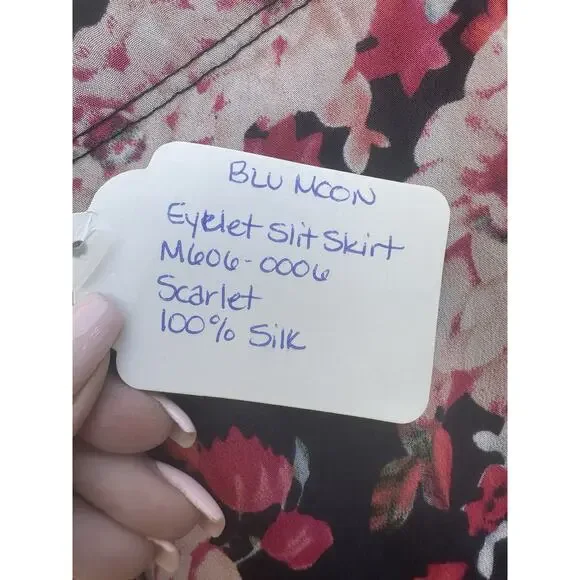 BLU MOON
Eyelet Slit Skirt
M606-0006
Scarlet
100% Silk